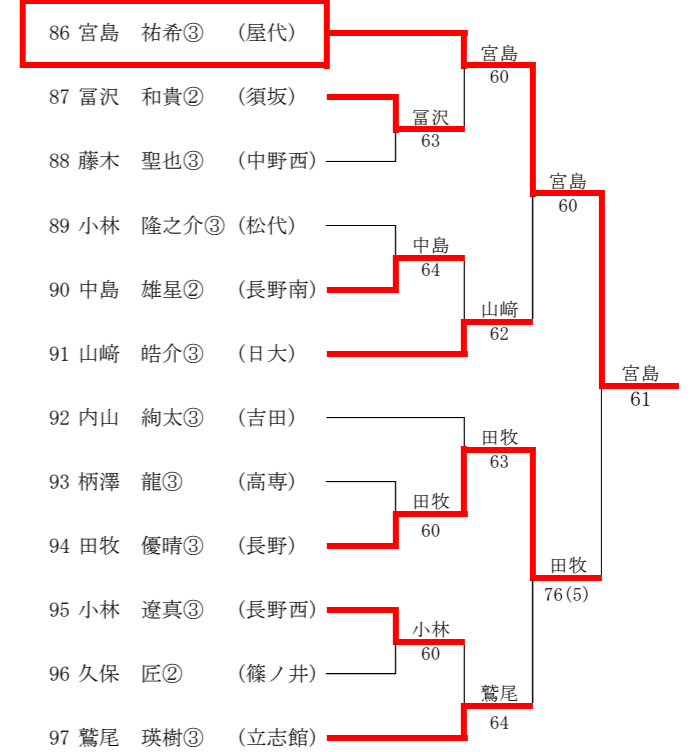 86 宮島 祐希③ (屋代)
宮島
60
87 冨沢 和貴② (須坂)
冨沢
63
88 藤木 聖也③ (中野西)
宮島
60
89 小林 隆之介③ (松代)
中島
64
90 中島 雄星② (長野南)
山﨑
62
91 山﨑 皓介③ (日大)
宮島
61
92 内山 絢太③ (吉田)
田牧
63
93 柄澤 龍③ (高専)
田牧
60
94 田牧 優晴③ (長野)
田牧
76(5)
95 小林 遼真③ (長野西)
小林
60
96 久保 匠② (篠ノ井)
鷲尾
64
97 鷲尾 瑛樹③ (立志館)